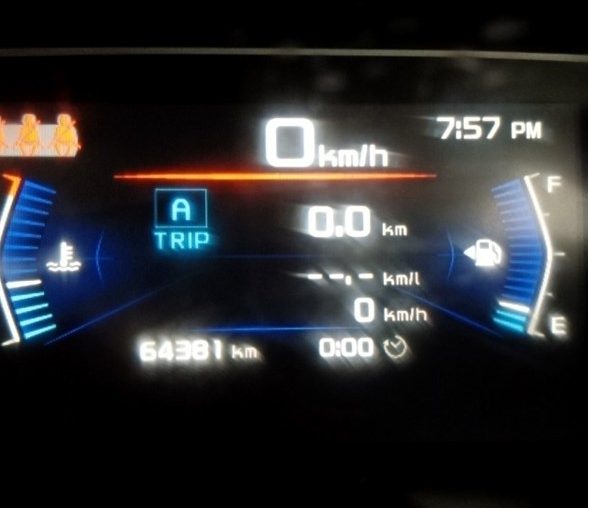 0 km/h
7:57 PM
F
A
TRIP
0.0 km
--.- km/l
0 km/h
E
64381 km
0:00